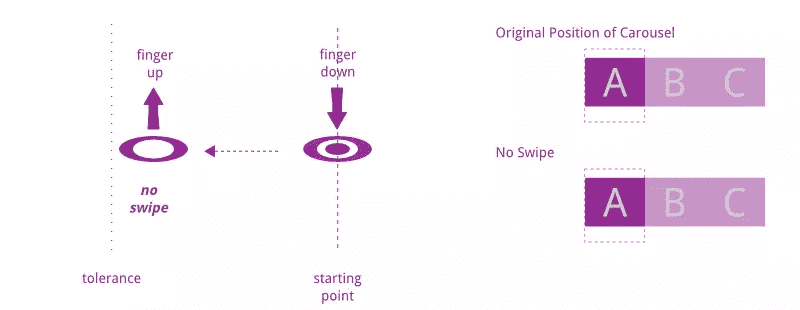 finger
up
finger
down
no
swipe
tolerance
starting
point
Original Position of Carousel
A B C
No Swipe
A B C